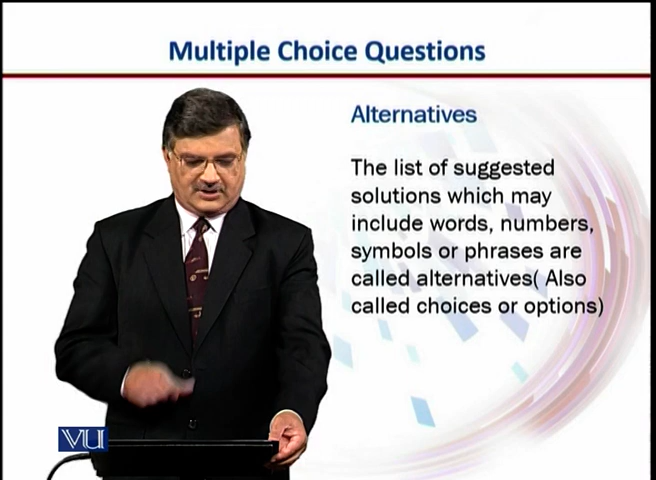 Multiple Choice Questions
Alternatives
The list of suggested
solutions which may
include words, numbers,
symbols or phrases are
called alternatives( Also
called choices or options)
VU